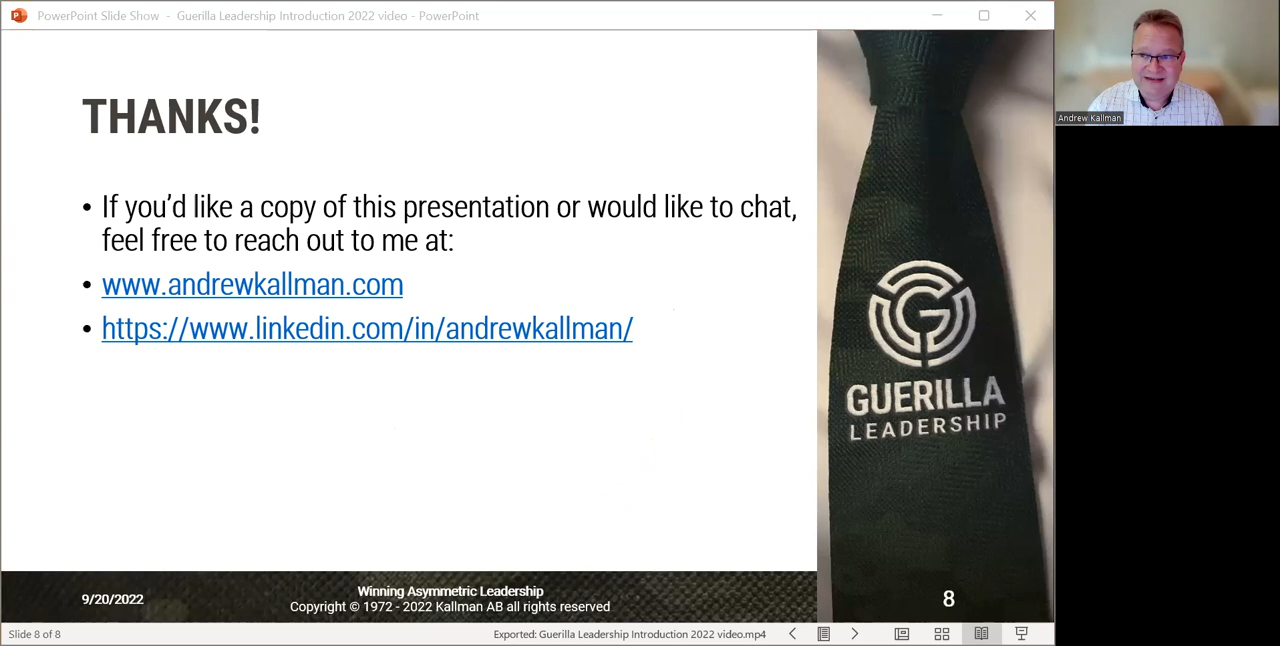 PowerPoint Slide Show - Guerilla Leadership Introduction 2022 video - PowerPoint
Andrew Kallman
THANKS!
• If you’d like a copy of this presentation or would like to chat,
feel free to reach out to me at:
• www.andrewkallman.com
• https://www.linkedin.com/in/andrewkallman/
GUERILLA
LEADERSHIP
9/20/2022
Winning Asymmetric Leadership
Copyright © 1972 - 2022 Kallman AB all rights reserved
8
Slide 8 of 8
Exported: Guerilla Leadership Introduction 2022 video.mp4